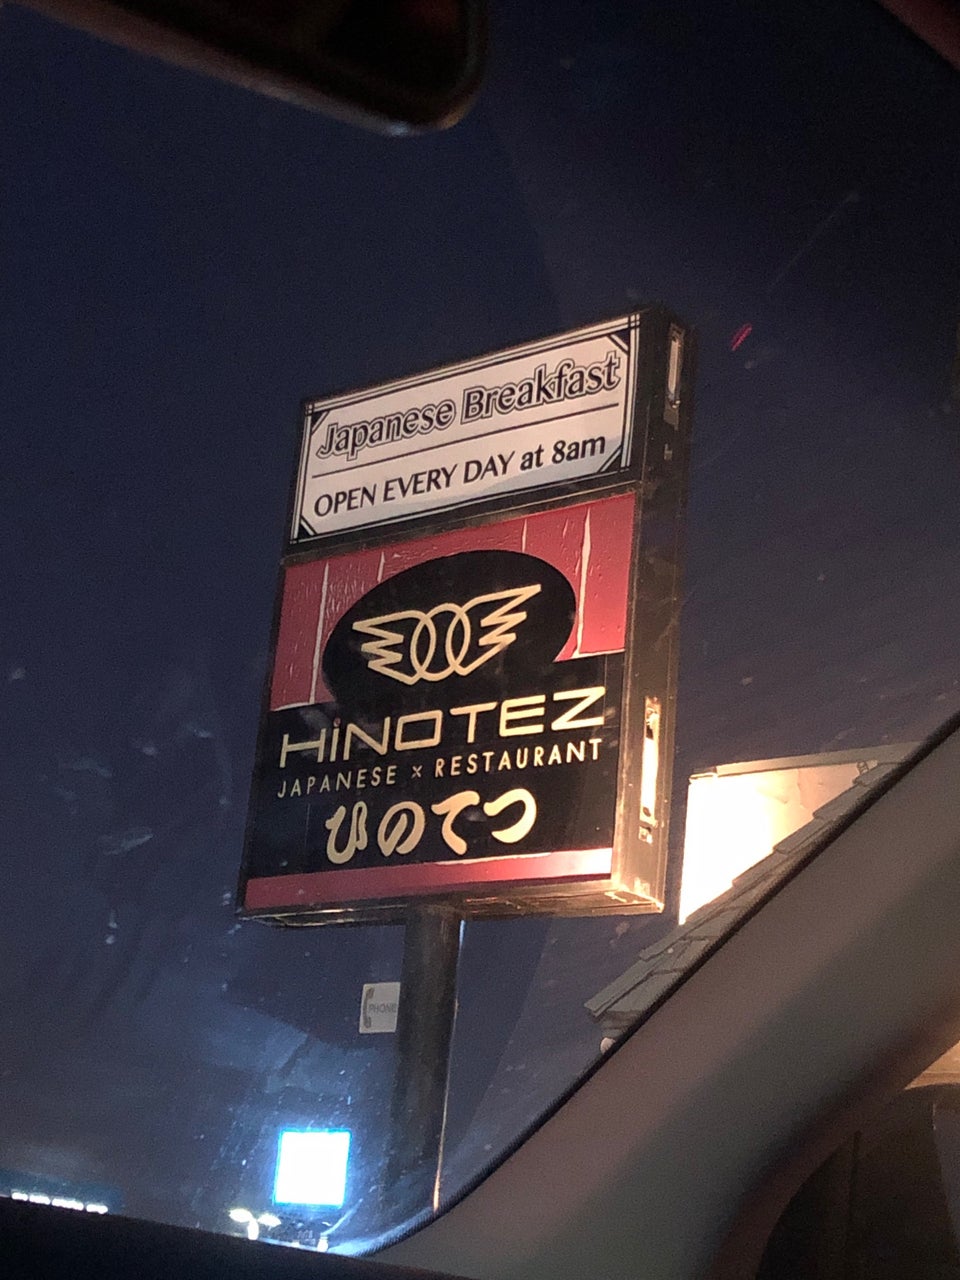 Japanese Breakfast
OPEN EVERY DAY at 8am
HiNOTEZ
JAPANESE x RESTAURANT
ひのてつ
PHONE